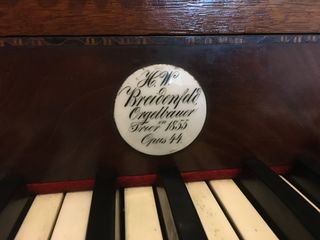 H. W.
Breidenfeld
Orgelbauer
in
Trier 1855
Opus 44